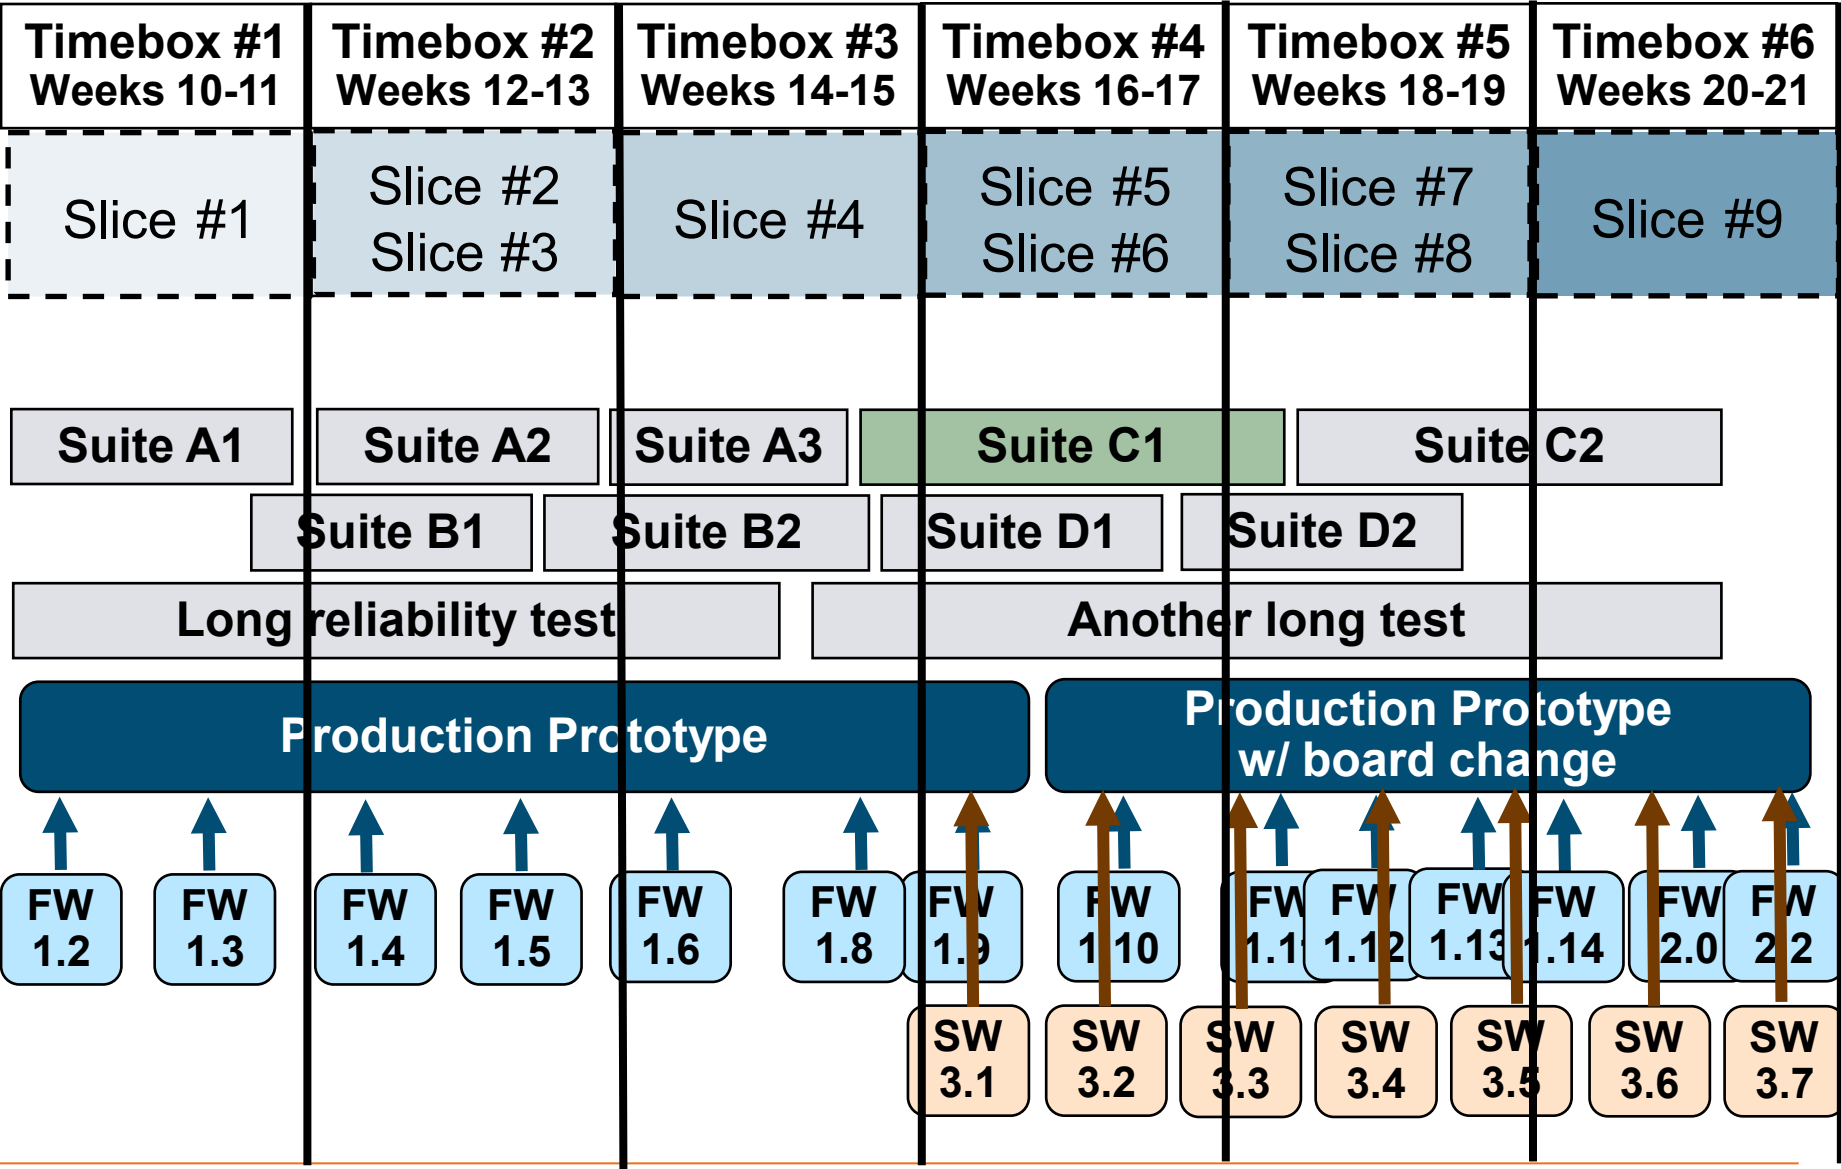 Timebox #1
Weeks 10-11
Timebox #2
Weeks 12-13
Timebox #3
Weeks 14-15
Timebox #4
Weeks 16-17
Timebox #5
Weeks 18-19
Timebox #6
Weeks 20-21
Slice #1
Slice #2
Slice #3
Slice #4
Slice #5
Slice #6
Slice #7
Slice #8
Slice #9
Suite A1
Suite A2
Suite A3
Suite C1
Suite C2
Suite B1
Suite B2
Suite D1
Suite D2
Long reliability test
Another long test
Production Prototype
Production Prototype
w/ board change
FW
1.2
FW
1.3
FW
1.4
FW
1.5
FW
1.6
FW
1.8
FW
1.9
FW
1.10
FW
1.11
FW
1.12
FW
1.13
FW
1.14
FW
2.0
FW
2.2
SW
3.1
SW
3.2
SW
3.3
SW
3.4
SW
3.5
SW
3.6
SW
3.7